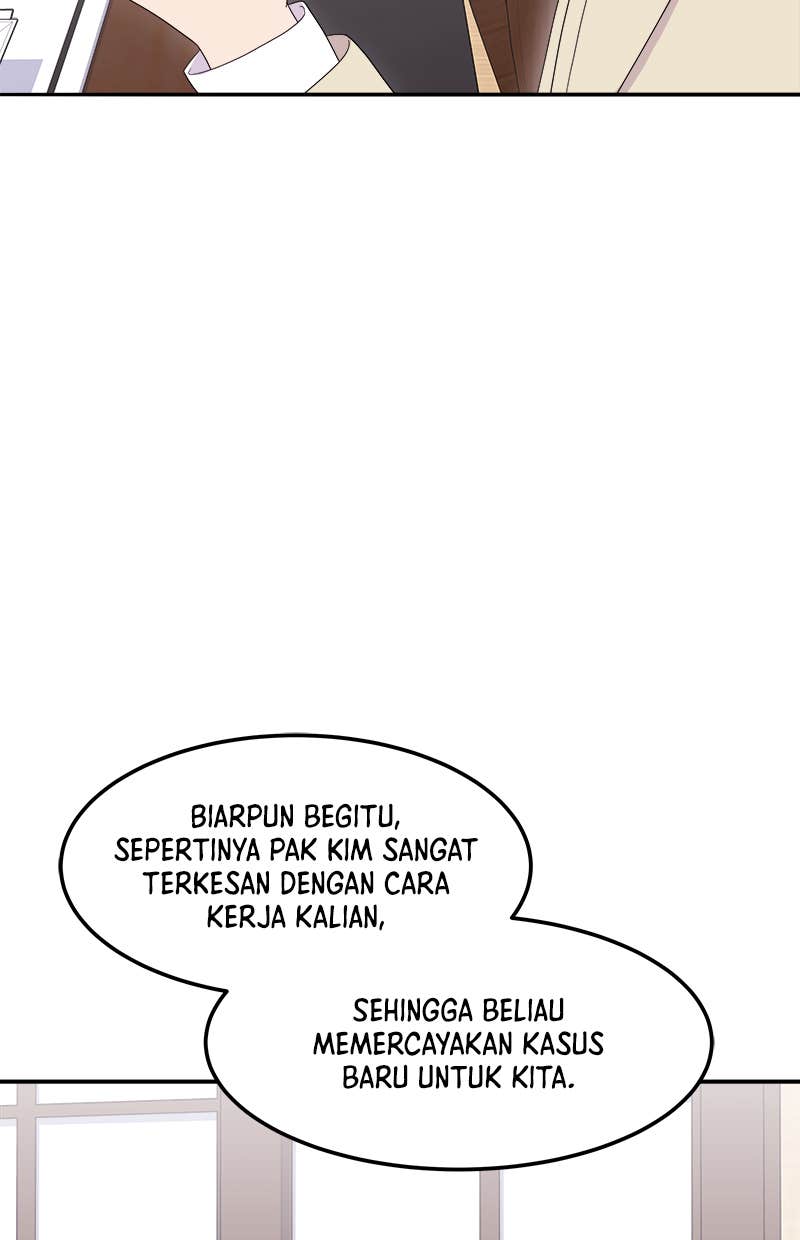 BIARPUN BEGITU,
SEPERTINYA PAK KIM SANGAT
TERKESAN DENGAN CARA
KERJA KALIAN,
SEHINGGA BELIAU
MEMERCAYAKAN KASUS
BARU UNTUK KITA.